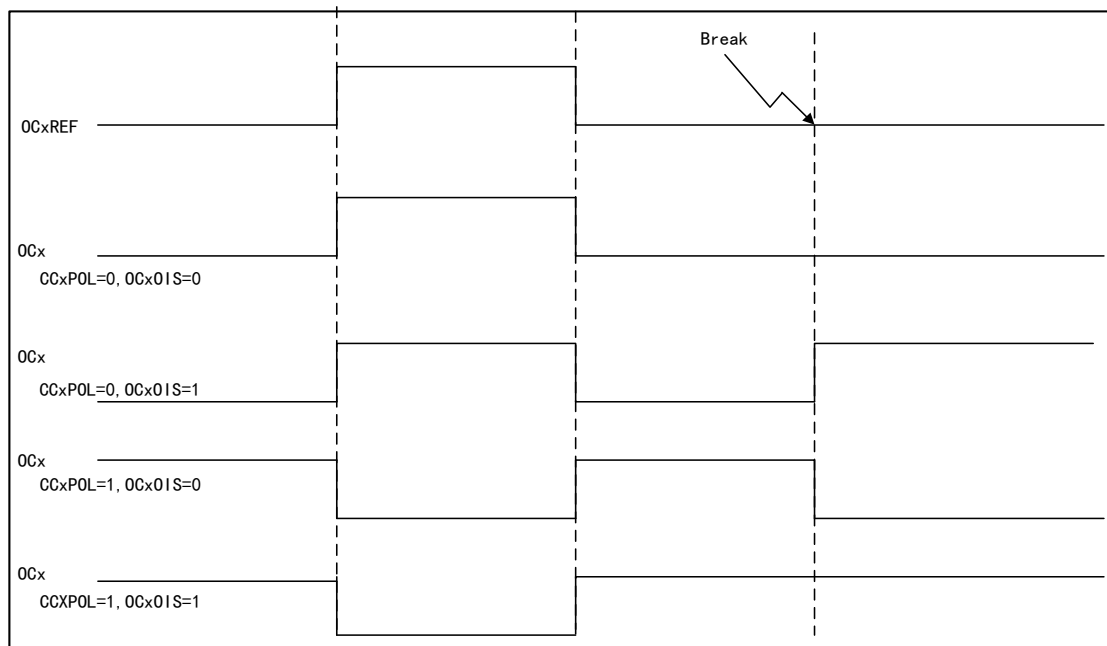 Break
OCxREF
OCx
CCxPOL=0,OCxOIS=0
OCx
CCxPOL=0,OCxOIS=1
OCx
CCxPOL=1,OCxOIS=0
OCx
CCXPOL=1,OCxOIS=1